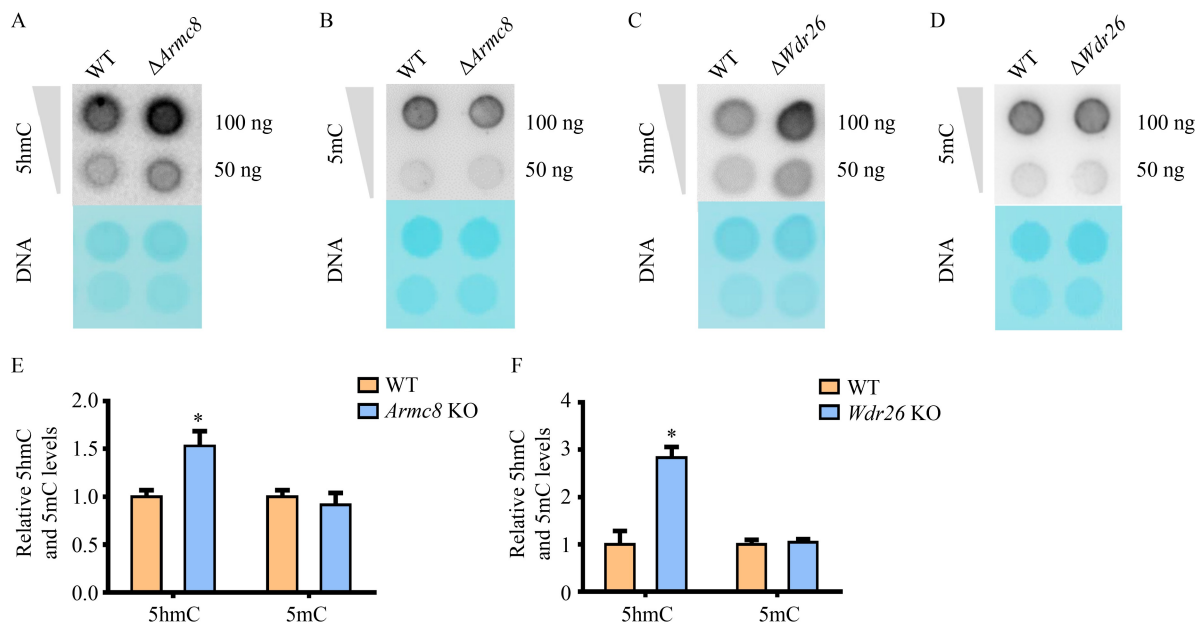 A
WT
ΔArmc8
5hmC
100 ng
50 ng
DNA
B
WT
ΔArmc8
5mC
100 ng
50 ng
DNA
C
WT
ΔWdr26
5hmC
100 ng
50 ng
DNA
D
WT
ΔWdr26
5mC
100 ng
50 ng
DNA
E
WT
Armc8 KO
Relative 5hmC
and 5mC levels
2.0
1.5
1.0
0.5
0.0
*
5hmC
5mC
F
WT
Wdr26 KO
Relative 5hmC
and 5mC levels
4
3
2
1
0
*
5hmC
5mC